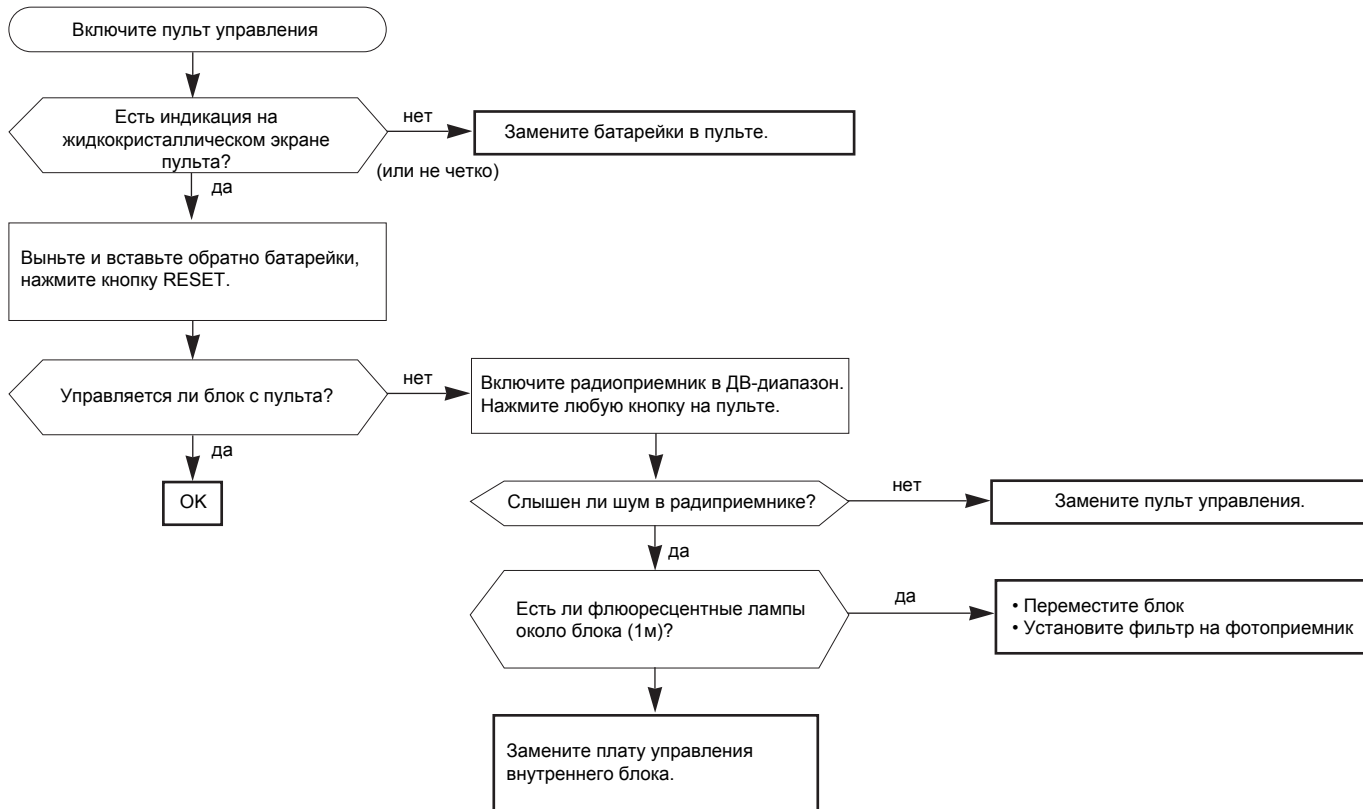 Включите пульт управления
Есть индикация на
жидкокристаллическом экране
пульта?
нет
(или не четко)
Замените батарейки в пульте.
да
Выньте и вставьте обратно батарейки,
нажмите кнопку RESET.
Управляется ли блок с пульта?
нет
Включите радиоприемник в ДВ-диапазон.
Нажмите любую кнопку на пульте.
да
OK
Слышен ли шум в радиприемнике?
нет
Замените пульт управления.
да
Есть ли флюоресцентные лампы
около блока (1м)?
да
• Переместите блок
• Установите фильтр на фотоприемник
Замените плату управления
внутреннего блока.